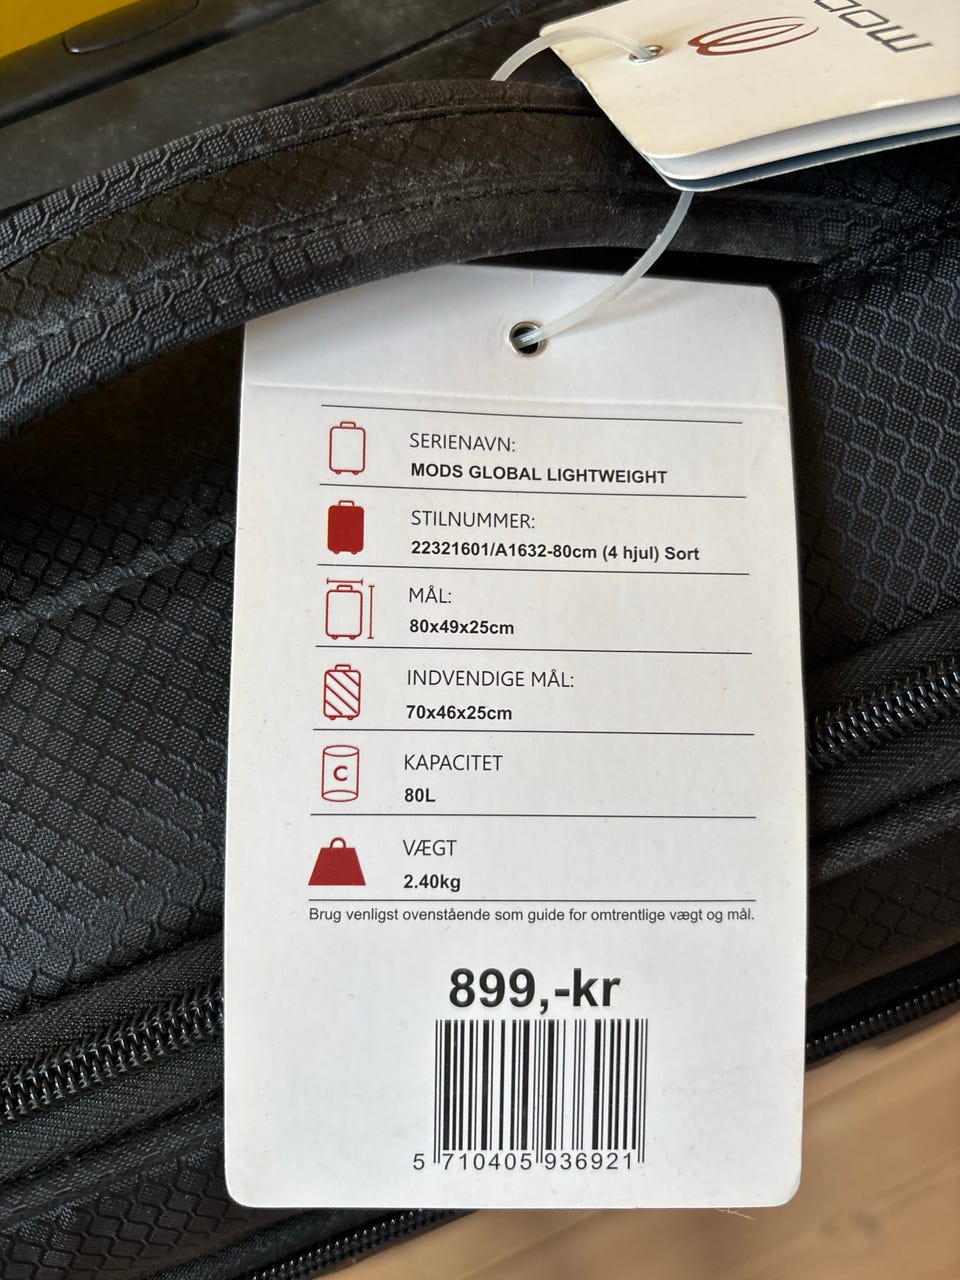 SERIENAVN:
MODS GLOBAL LIGHTWEIGHT
STILNUMMER:
22321601/A1632-80cm (4 hjul) Sort
MÅL:
80x49x25cm
INDVENDIGE MÅL:
70x46x25cm
C
KAPACITET
80L
VÆGT
2.40kg
Brug venligst ovenstående som guide for omtrentlige vægt og mål.
899,-kr
5 710405 936921